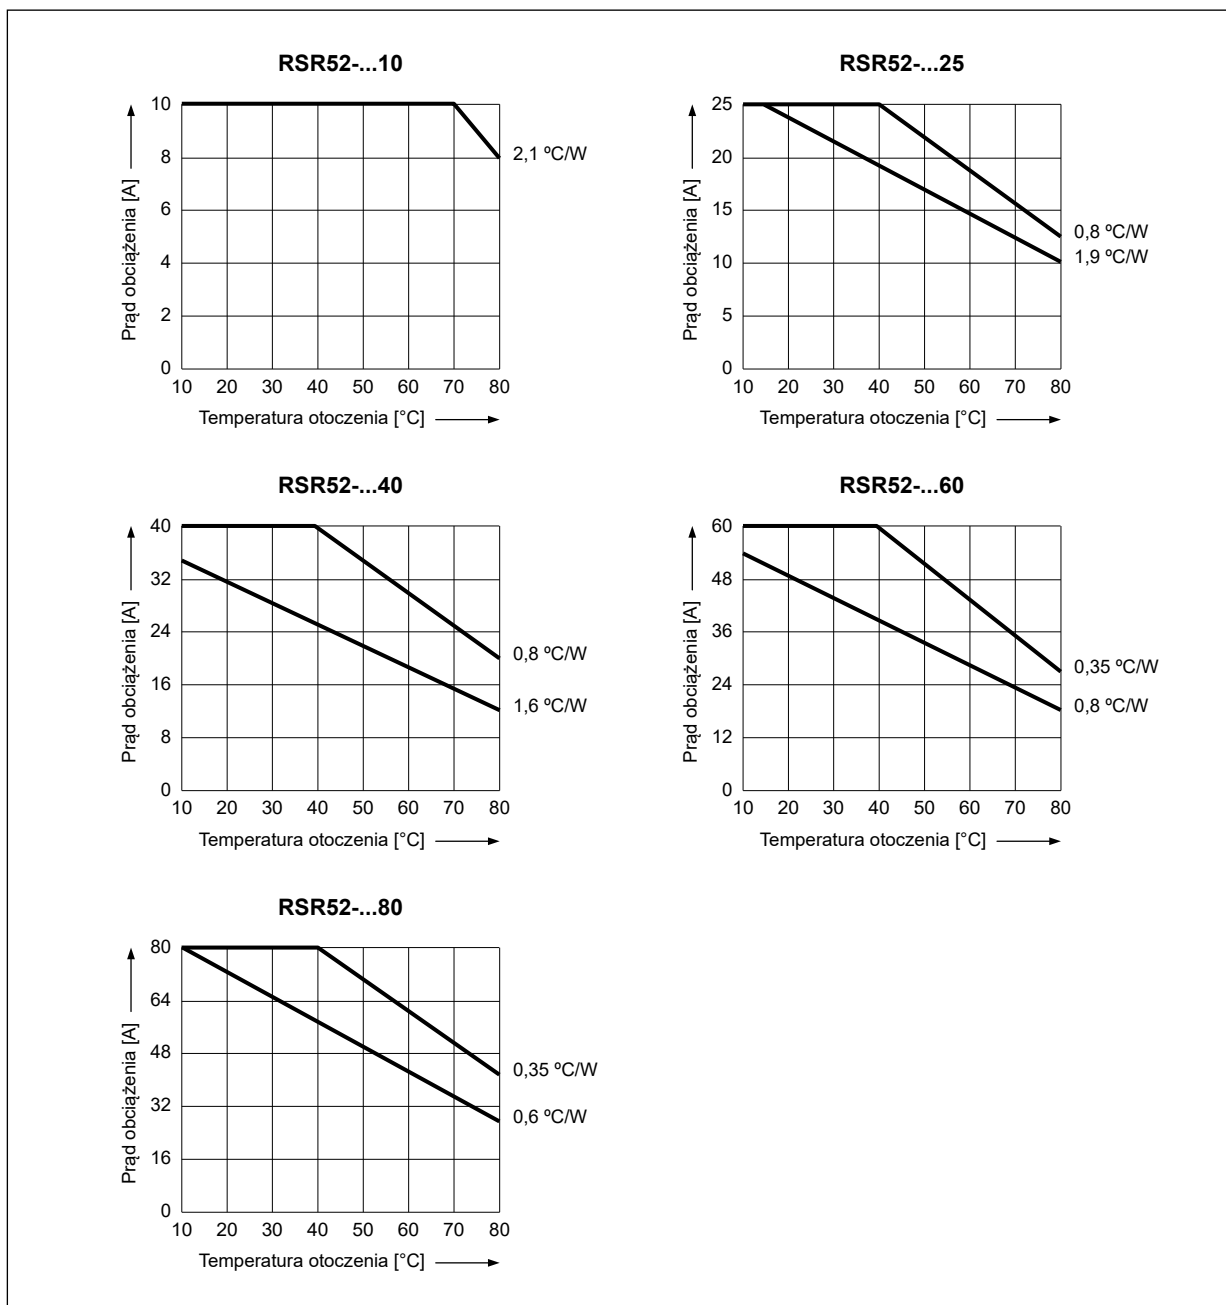 RSR52-...10
Prąd obciążenia [A]
10
8
6
4
2
0
2,1 ºC/W
10 20 30 40 50 60 70 80
Temperatura otoczenia [°C]
RSR52-...25
Prąd obciążenia [A]
25
20
15
10
5
0
0,8 ºC/W
1,9 ºC/W
10 20 30 40 50 60 70 80
Temperatura otoczenia [°C]
RSR52-...40
Prąd obciążenia [A]
40
32
24
16
8
0
0,8 ºC/W
1,6 ºC/W
10 20 30 40 50 60 70 80
Temperatura otoczenia [°C]
RSR52-...60
Prąd obciążenia [A]
60
48
36
24
12
0
0,35 ºC/W
0,8 ºC/W
10 20 30 40 50 60 70 80
Temperatura otoczenia [°C]
RSR52-...80
Prąd obciążenia [A]
80
64
48
32
16
0
0,35 ºC/W
0,6 ºC/W
10 20 30 40 50 60 70 80
Temperatura otoczenia [°C]